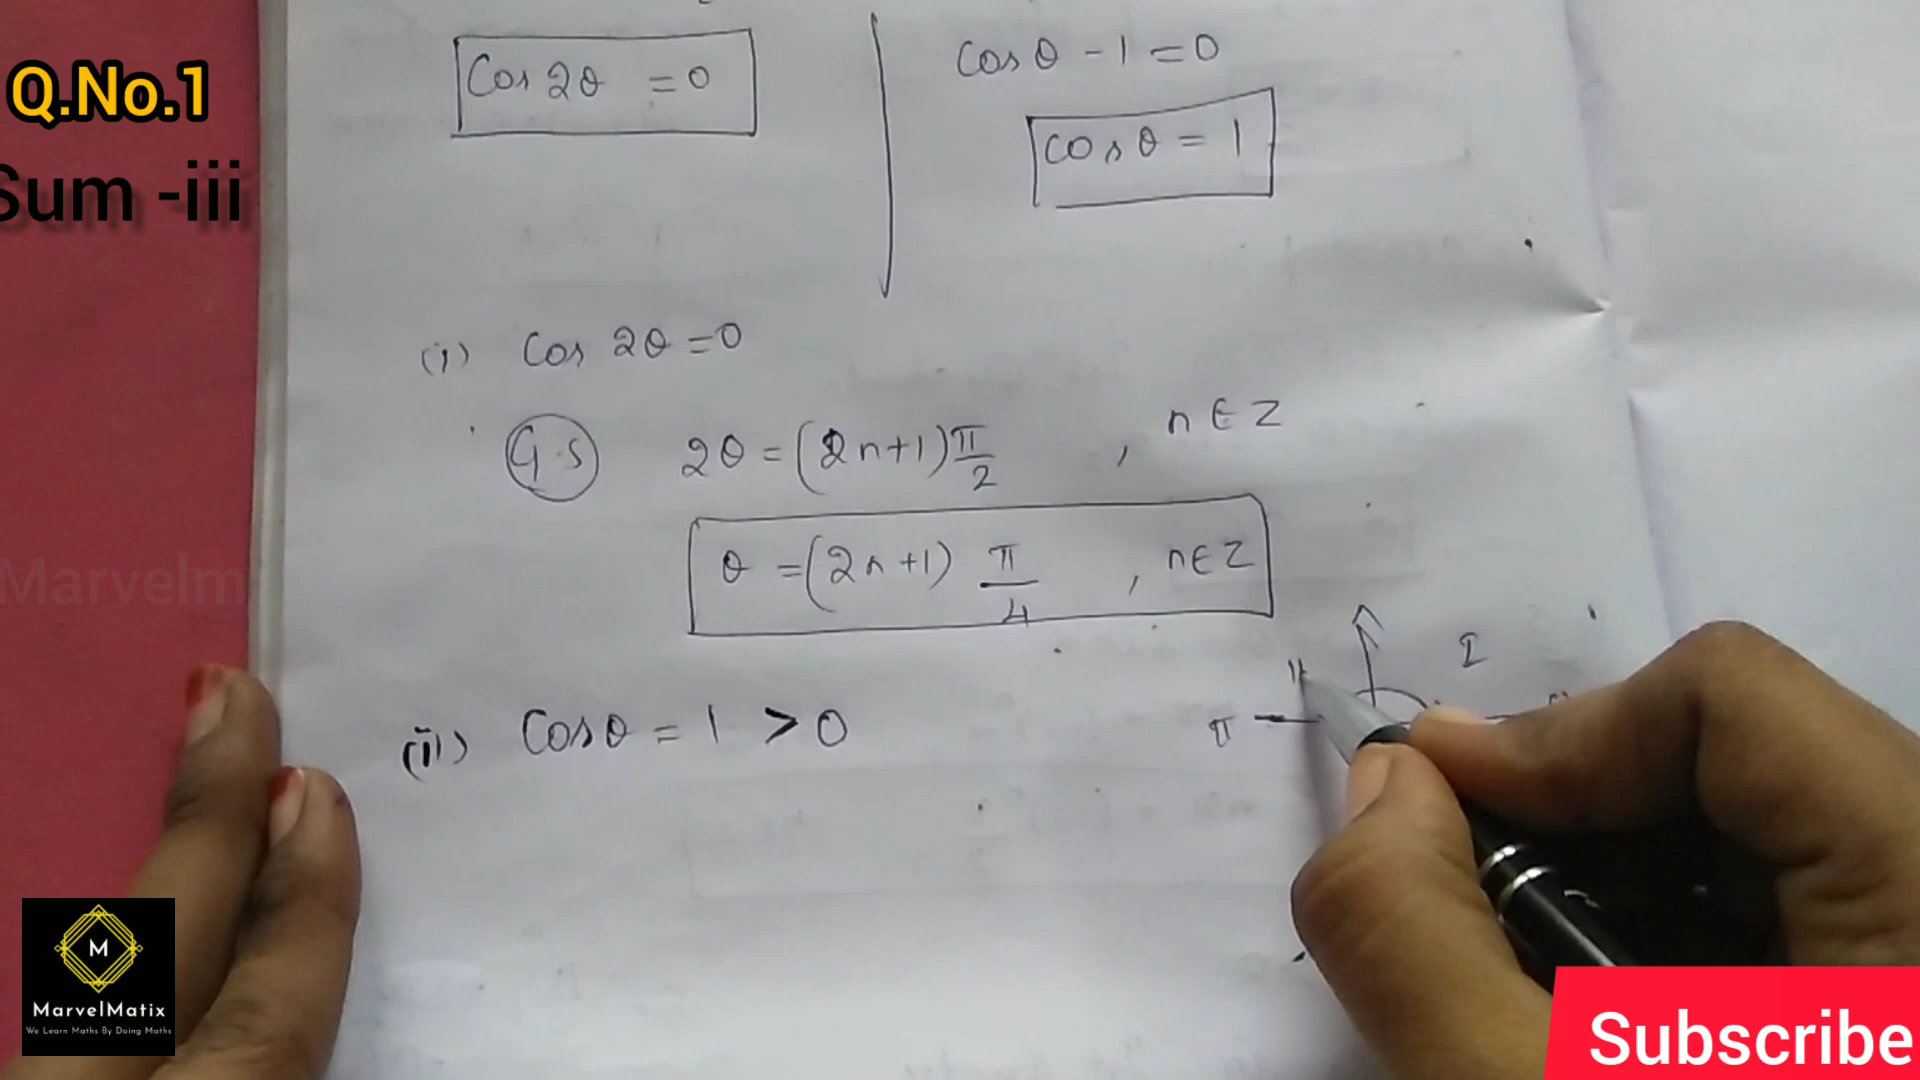 Q.No.1
Sum -iii
Cos 2θ = 0
cos θ - 1 = 0
cos θ = 1
(i) Cos 2θ = 0
G.S 2θ = (2n+1) π/2 , n ∈ Z
θ = (2n+1) π/4 , n ∈ Z
I
π
(ii) Cos θ = 1 > 0
Marvelm
M
MarvelMatix
We Learn Maths By Doing Maths
Subscribe